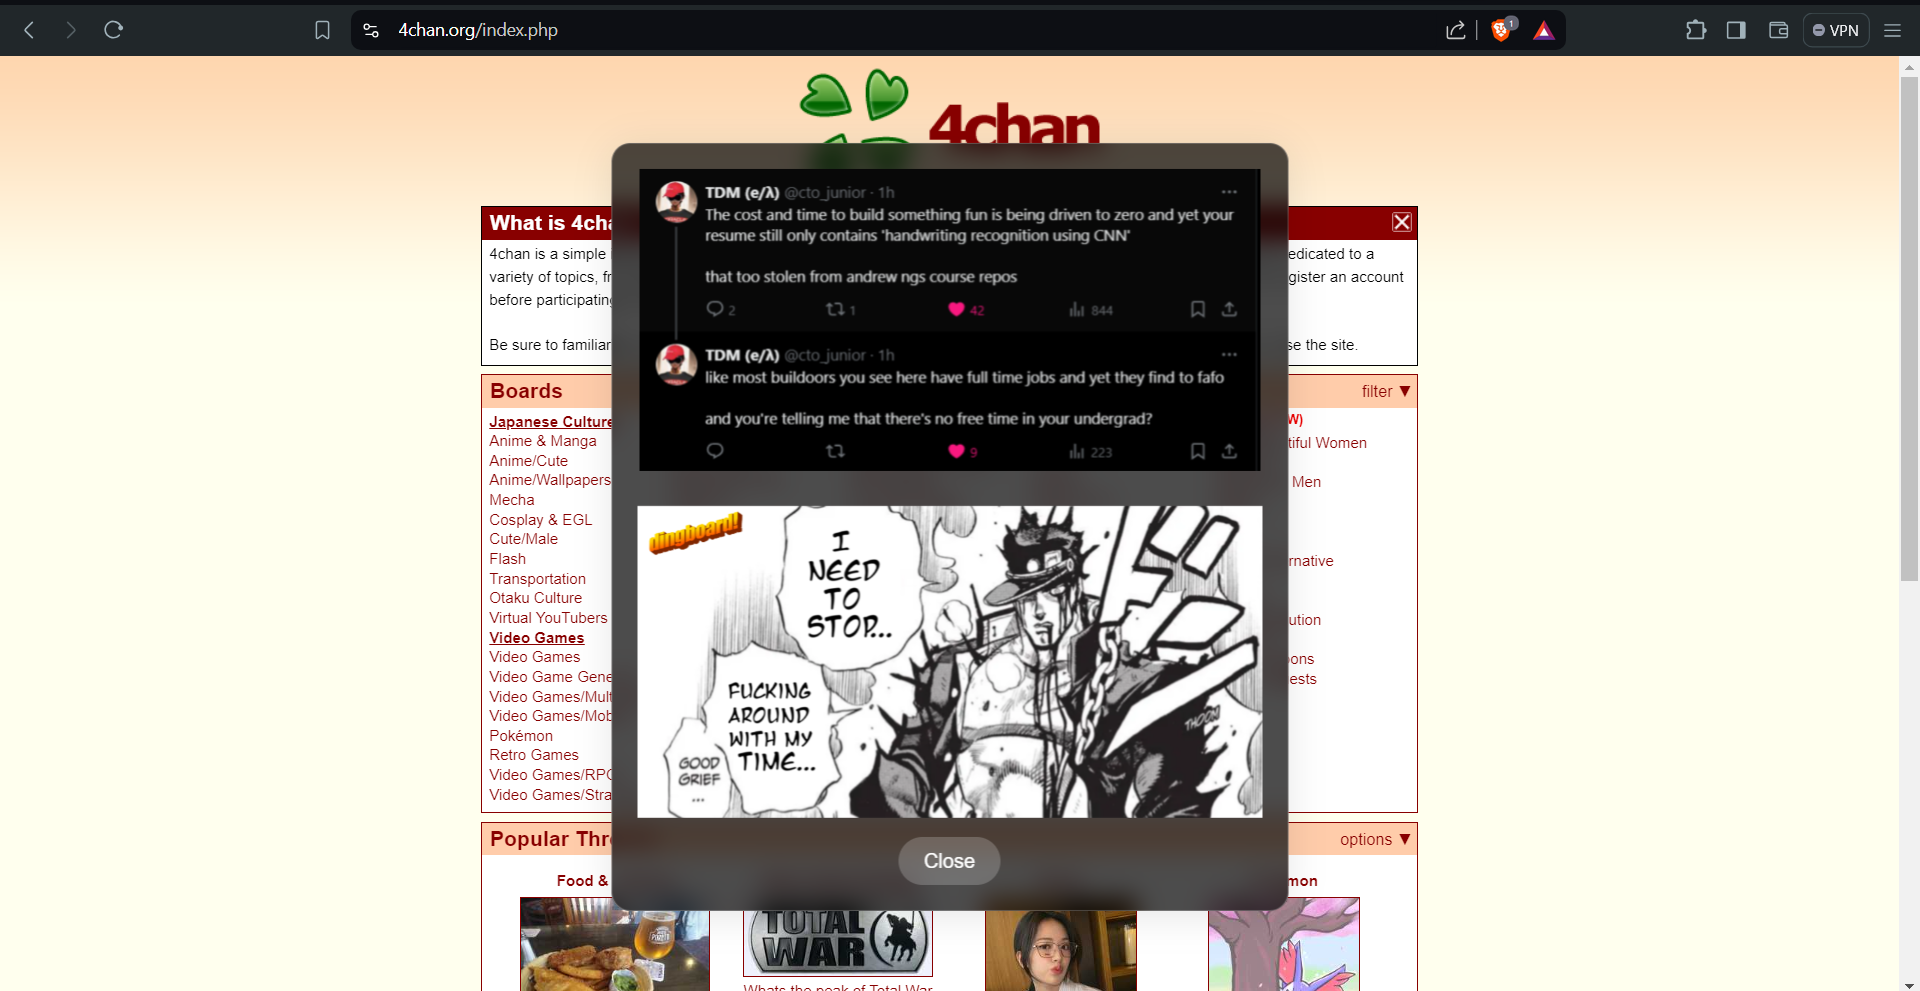 4chan.org/index.php
1
VPN
4chan
TDM (e/λ) @cto_junior · 1h
The cost and time to build something fun is being driven to zero and yet your
resume still only contains 'handwriting recognition using CNN'
that too stolen from andrew ngs course repos
2 1 42 844
TDM (e/λ) @cto_junior · 1h
like most buildoors you see here have full time jobs and yet they find to fafo
and you're telling me that there's no free time in your undergrad?
9 223
dingboard!
I
NEED
TO
STOP...
FUCKING
AROUND
WITH MY
TIME...
GOOD
GRIEF
...
THOOM
Close
What is 4cha
4chan is a simple
edicated to a
variety of topics, fr
gister an account
before participating
Be sure to familiar
se the site.
Boards
filter ▼
Japanese Culture
Anime & Manga
Anime/Cute
Anime/Wallpapers
Mecha
Cosplay & EGL
Cute/Male
Flash
Transportation
Otaku Culture
Virtual YouTubers
Video Games
Video Games
Video Game Gene
Video Games/Mult
Video Games/Mob
Pokémon
Retro Games
Video Games/RPG
Video Games/Stra
W)
tiful Women
Men
rnative
ution
oons
ests
Popular Thr
options ▼
Food &
mon
TOTAL
WAR
Whats the peak of Total War